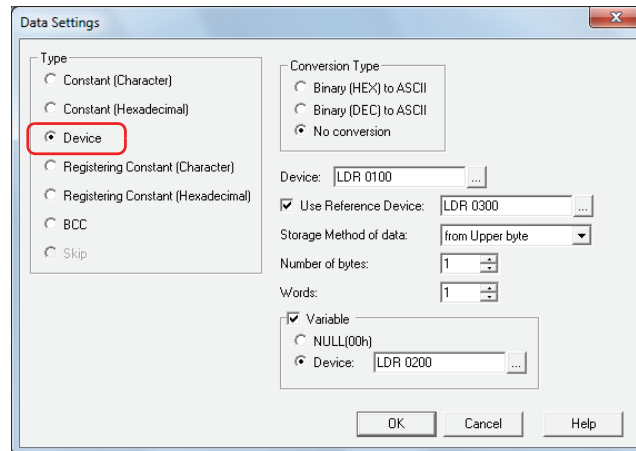 Data Settings
x
Type
Constant (Character)
Constant (Hexadecimal)
Device
Registering Constant (Character)
Registering Constant (Hexadecimal)
BCC
Skip
Conversion Type
Binary (HEX) to ASCII
Binary (DEC) to ASCII
No conversion
Device: LDR 0100 ...
Use Reference Device: LDR 0300 ...
Storage Method of data: from Upper byte
Number of bytes: 1
Words: 1
Variable
NULL(00h)
Device: LDR 0200 ...
OK Cancel Help